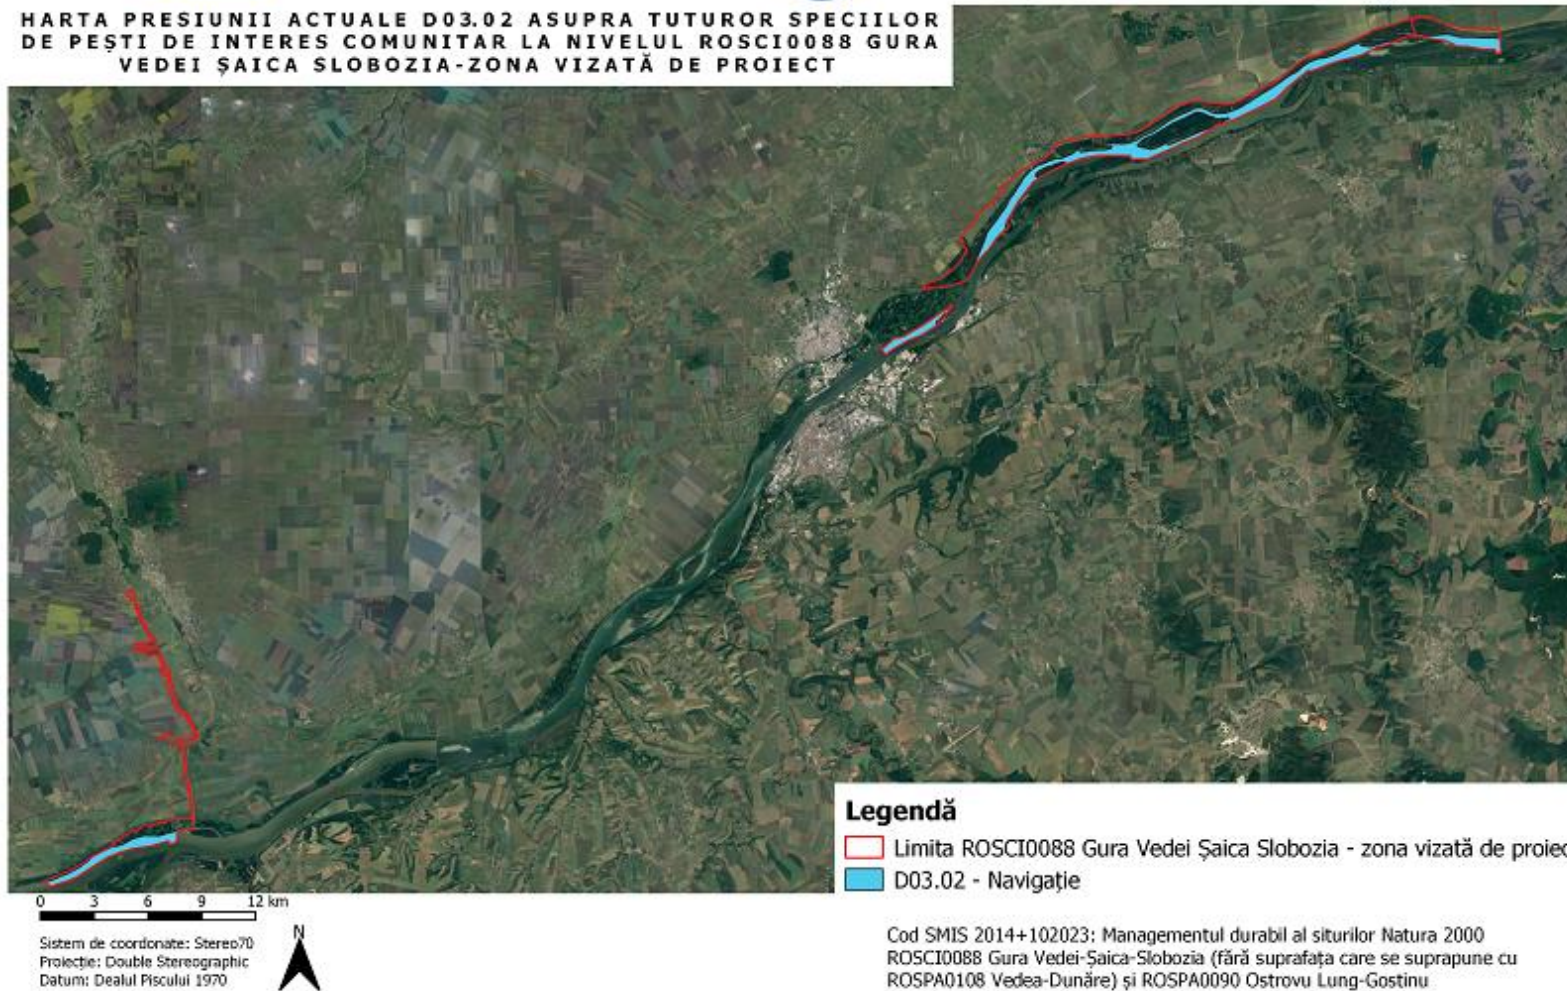 HARTA PRESIUNII ACTUALE D03.02 ASUPRA TUTUROR SPECIILOR
DE PEȘTI DE INTERES COMUNITAR LA NIVELUL ROSCI0088 GURA
VEDEI ȘAICA SLOBOZIA-ZONA VIZATĂ DE PROIECT
Legendă
Limita ROSCI0088 Gura Vedei Șaica Slobozia - zona vizată de proiec
D03.02 - Navigație
0 3 6 9 12 km
Sistem de coordonate: Stereo70
Proiecție: Double Stereographic
Datum: Dealul Piscului 1970
N
Cod SMIS 2014+102023: Managementul durabil al siturilor Natura 2000
ROSCI0088 Gura Vedei-Șaica-Slobozia (fără suprafața care se suprapune cu
ROSPA0108 Vedea-Dunăre) și ROSPA0090 Ostrovu Lung-Gostinu